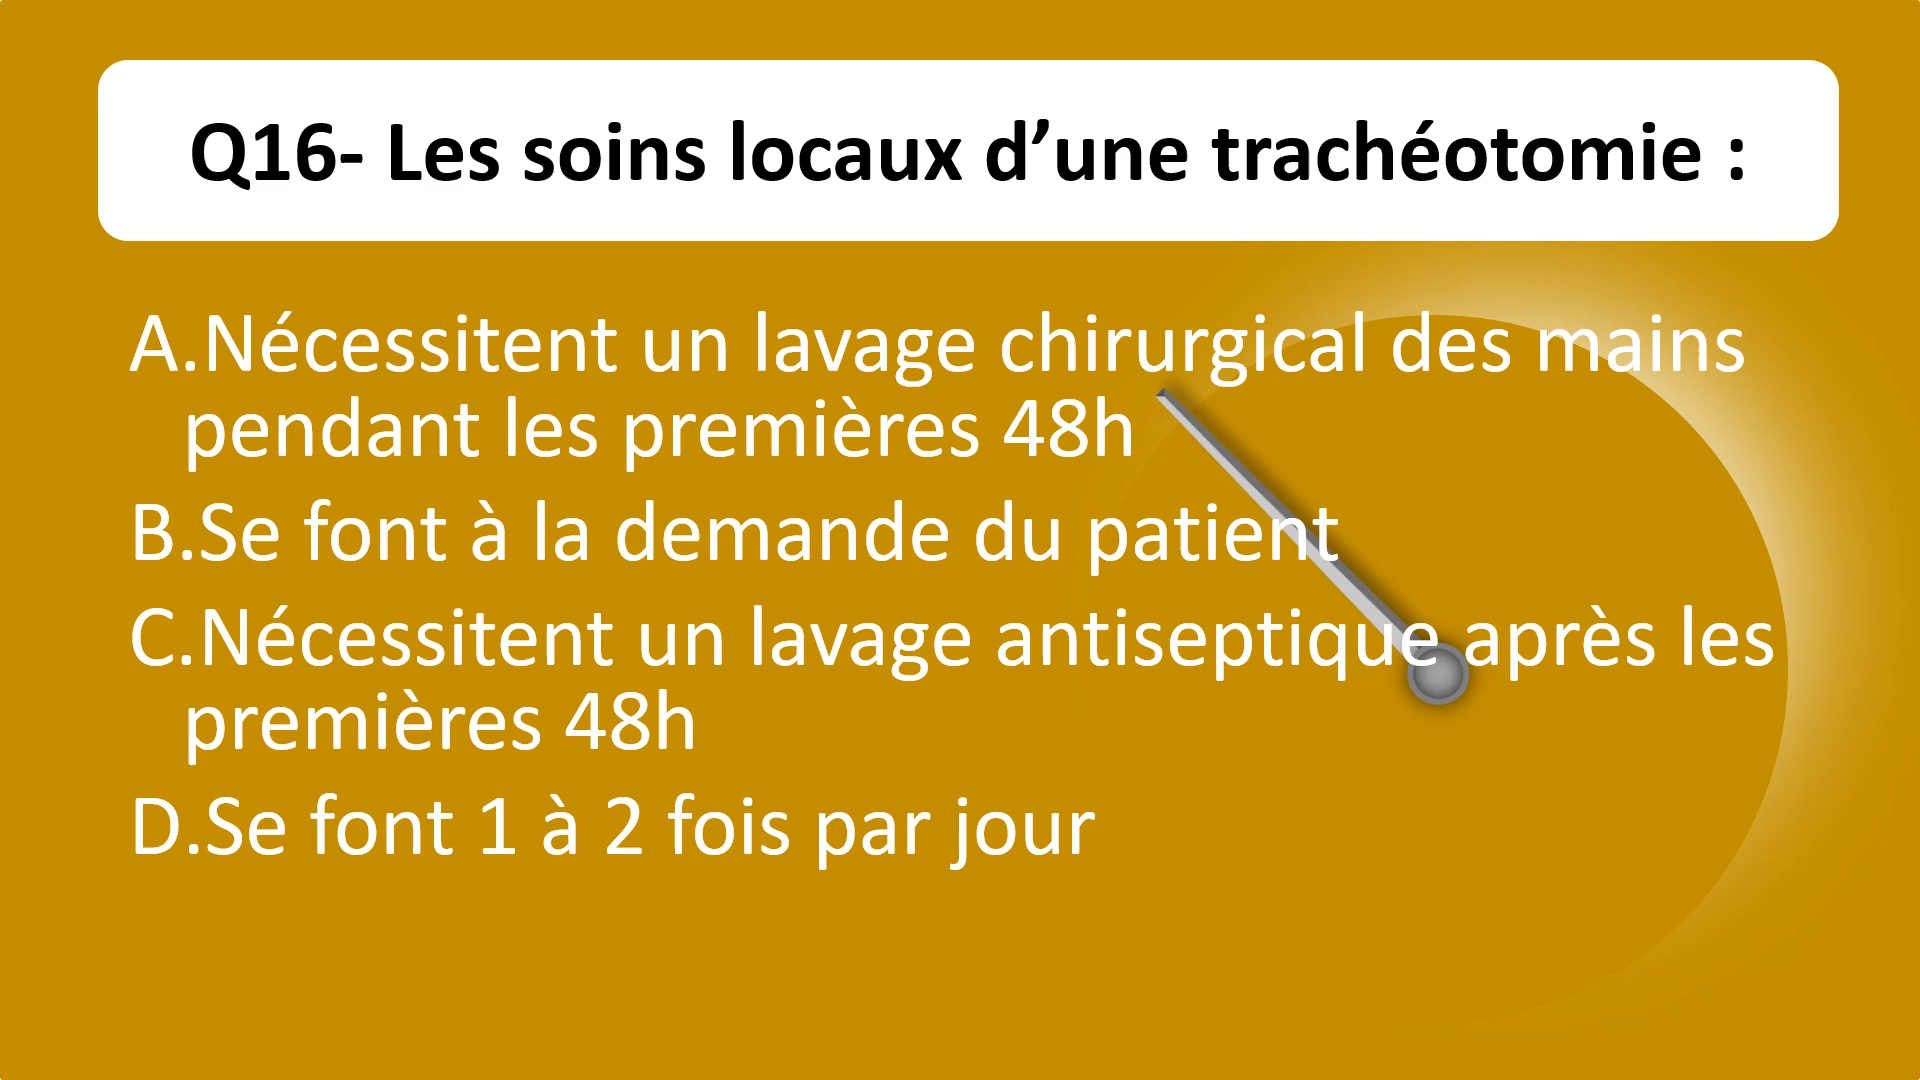 Q16- Les soins locaux d’une trachéotomie :
A.Nécessitent un lavage chirurgical des mains
pendant les premières 48h
B.Se font à la demande du patient
C.Nécessitent un lavage antiseptique après les
premières 48h
D.Se font 1 à 2 fois par jour